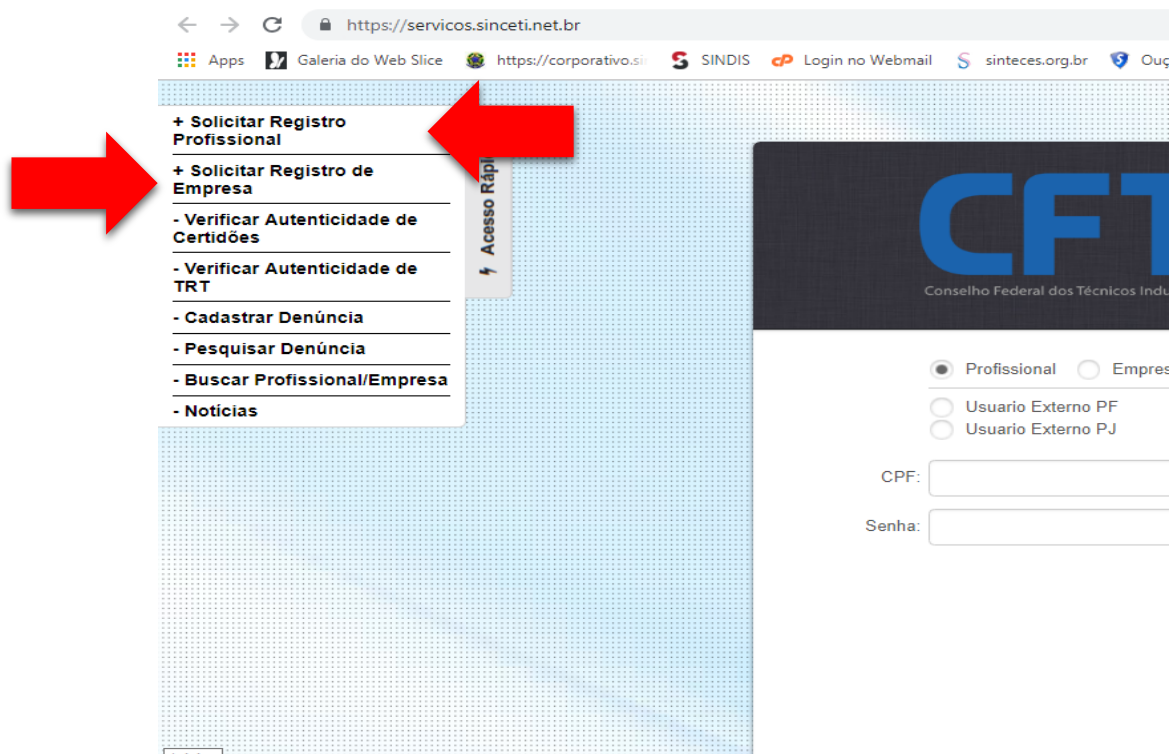 https://servicos.sinceti.net.br
Apps Galeria do Web Slice https://corporativo.si SINDIS Login no Webmail sinteces.org.br Ouç
+ Solicitar Registro
Profissional
+ Solicitar Registro de
Empresa
- Verificar Autenticidade de
Certidões
- Verificar Autenticidade de
TRT
- Cadastrar Denúncia
- Pesquisar Denúncia
- Buscar Profissional/Empresa
- Notícias
Acesso Rápi
CFT
Conselho Federal dos Técnicos Indu
Profissional Empres
Usuario Externo PF
Usuario Externo PJ
CPF:
Senha: